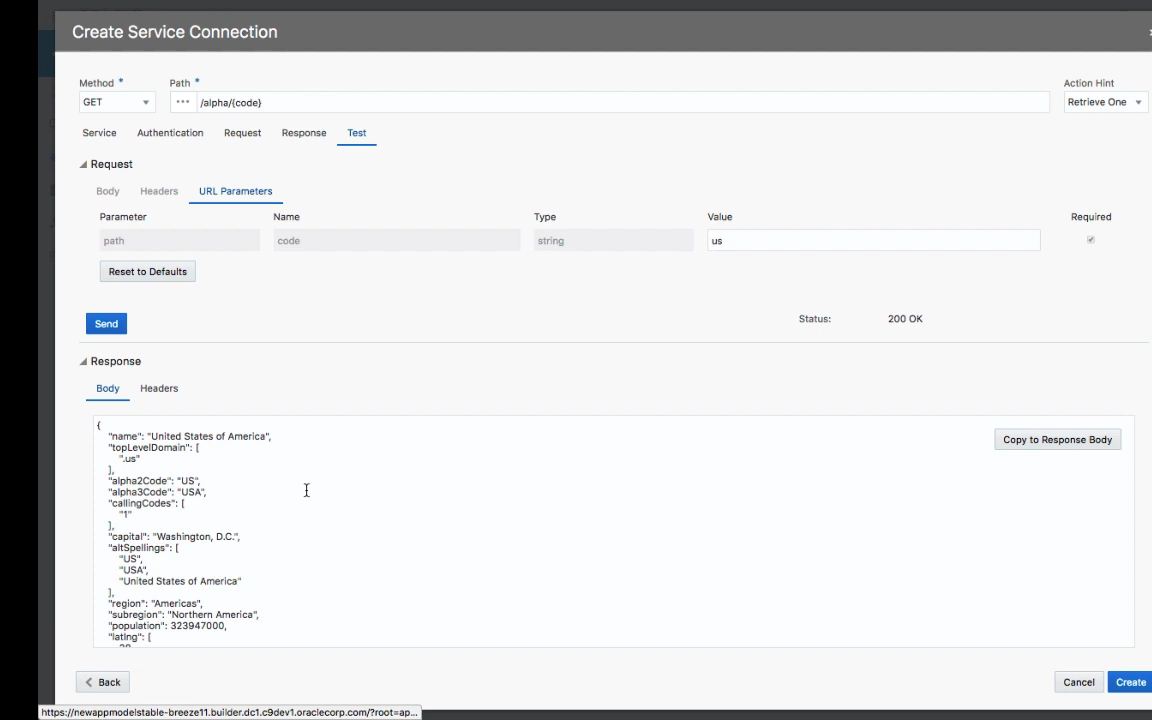 Create Service Connection
Method * Path * Action Hint
GET ••• /alpha/{code} Retrieve One
Service Authentication Request Response Test
Request
Body Headers URL Parameters
Parameter Name Type Value Required
path code string us
Reset to Defaults
Send Status: 200 OK
Response
Body Headers
Copy to Response Body
{
"name": "United States of America",
"topLevelDomain": [
".us"
],
"alpha2Code": "US",
"alpha3Code": "USA",
"callingCodes": [
"1"
],
"capital": "Washington, D.C.",
"altSpellings": [
"US",
"USA",
"United States of America"
],
"region": "Americas",
"subregion": "Northern America",
"population": 323947000,
"latlng": [
Back Cancel Create
https://newappmodelstable-breeze11.builder.dc1.c9dev1.oraclecorp.com/?root=ap...